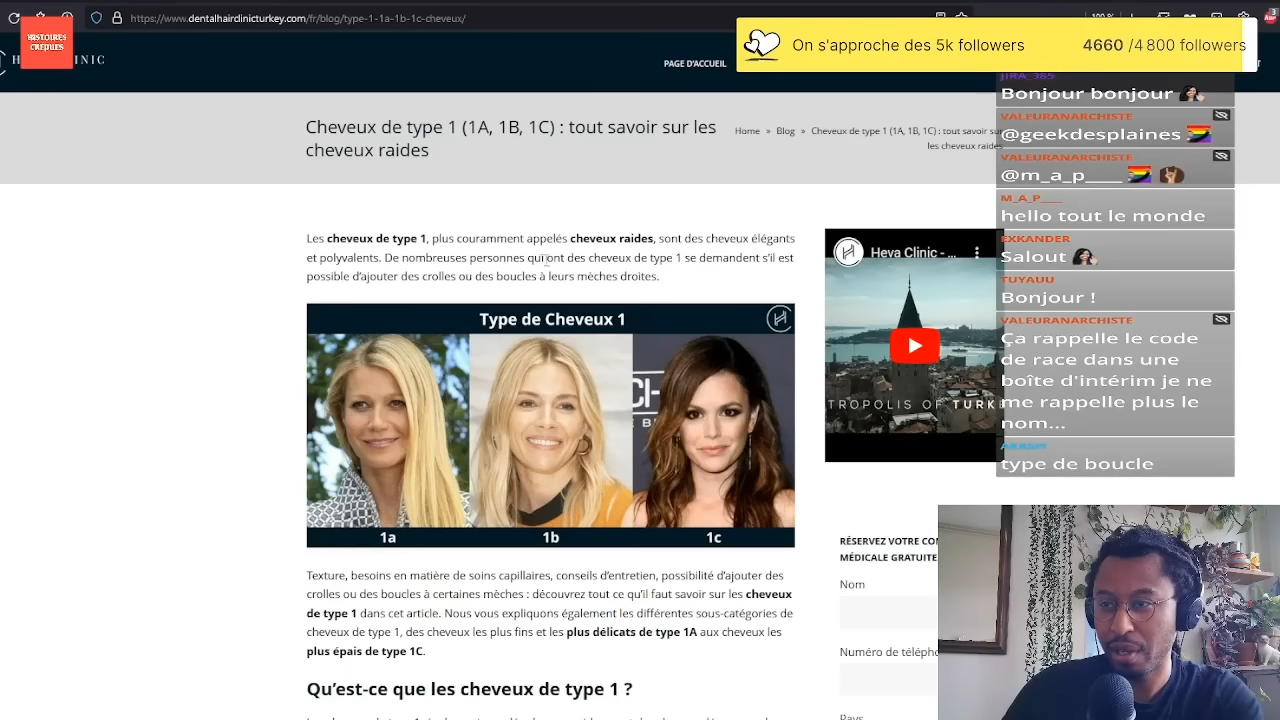 https://www.dentalhairclinicturkey.com/fr/blog/type-1-1a-1b-1c-cheveux/
HISTOIRES
CRÉPUES
On s'approche des 5k followers
4660 /4 800 followers
PAGE D'ACCUEIL
Cheveux de type 1 (1A, 1B, 1C) : tout savoir sur les
cheveux raides
Home » Blog » Cheveux de type 1 (1A, 1B, 1C) : tout savoir sur
les cheveux raides
Les cheveux de type 1, plus couramment appelés cheveux raides, sont des cheveux élégants
et polyvalents. De nombreuses personnes qui ont des cheveux de type 1 se demandent s'il est
possible d'ajouter des crolles ou des boucles à leurs mèches droites.
Type de Cheveux 1
1a
1b
1c
Texture, besoins en matière de soins capillaires, conseils d'entretien, possibilité d'ajouter des
crolles ou des boucles à certaines mèches : découvrez tout ce qu'il faut savoir sur les cheveux
de type 1 dans cet article. Nous vous expliquons également les différentes sous-catégories de
cheveux de type 1, des cheveux les plus fins et les plus délicats de type 1A aux cheveux les
plus épais de type 1C.
Qu'est-ce que les cheveux de type 1 ?
Heva Clinic - ...
TROPOLIS OF TURK
RÉSERVEZ VOTRE CO
MÉDICALE GRATUITE
Nom
Numéro de télépho
Pays
JIRA_385
Bonjour bonjour
VALEURANARCHISTE
@geekdesplaines
VALEURANARCHISTE
@m_a_p____
M_A_P____
hello tout le monde
EXKANDER
Salout
TUYAUU
Bonjour !
VALEURANARCHISTE
Ça rappelle le code
de race dans une
boîte d'intérim je ne
me rappelle plus le
nom...
type de boucle